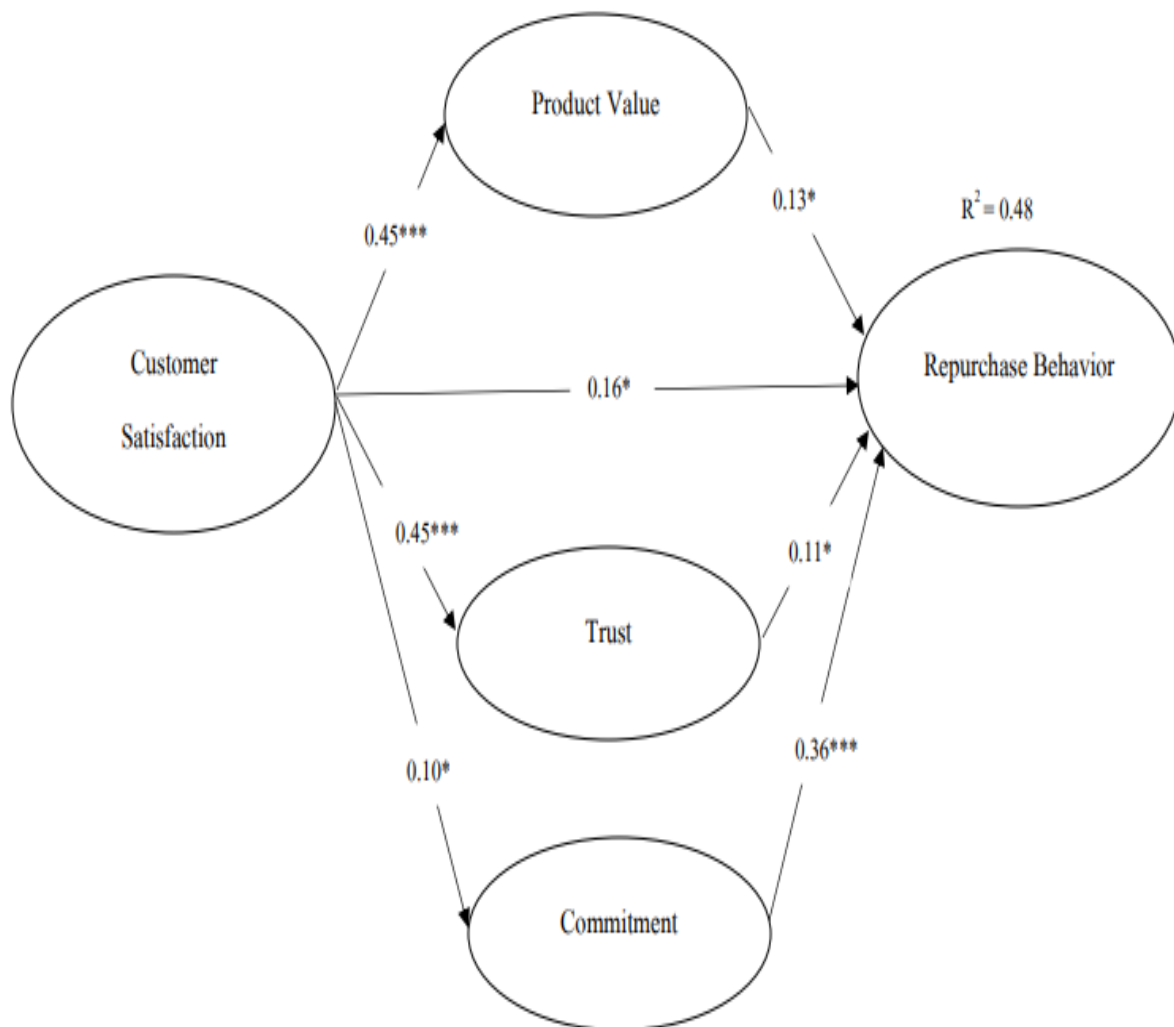 Product Value
0.13*
R² = 0.48
0.45***
Customer
Satisfaction
Repurchase Behavior
0.16*
0.45***
0.11*
Trust
0.10*
0.36***
Commitment